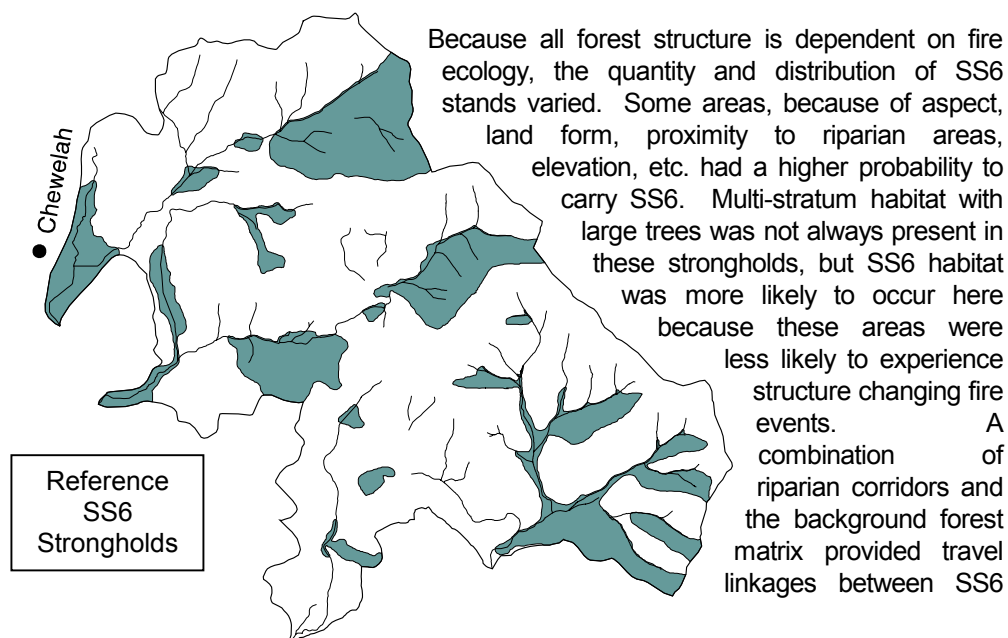 Because all forest structure is dependent on fire
ecology, the quantity and distribution of SS6
stands varied. Some areas, because of aspect,
land form, proximity to riparian areas,
elevation, etc. had a higher probability to
carry SS6. Multi-stratum habitat with
large trees was not always present in
these strongholds, but SS6 habitat
was more likely to occur here
because these areas were
less likely to experience
structure changing fire
events. A
combination of
riparian corridors and
the background forest
matrix provided travel
linkages between SS6
Chewelah
Reference
SS6
Strongholds